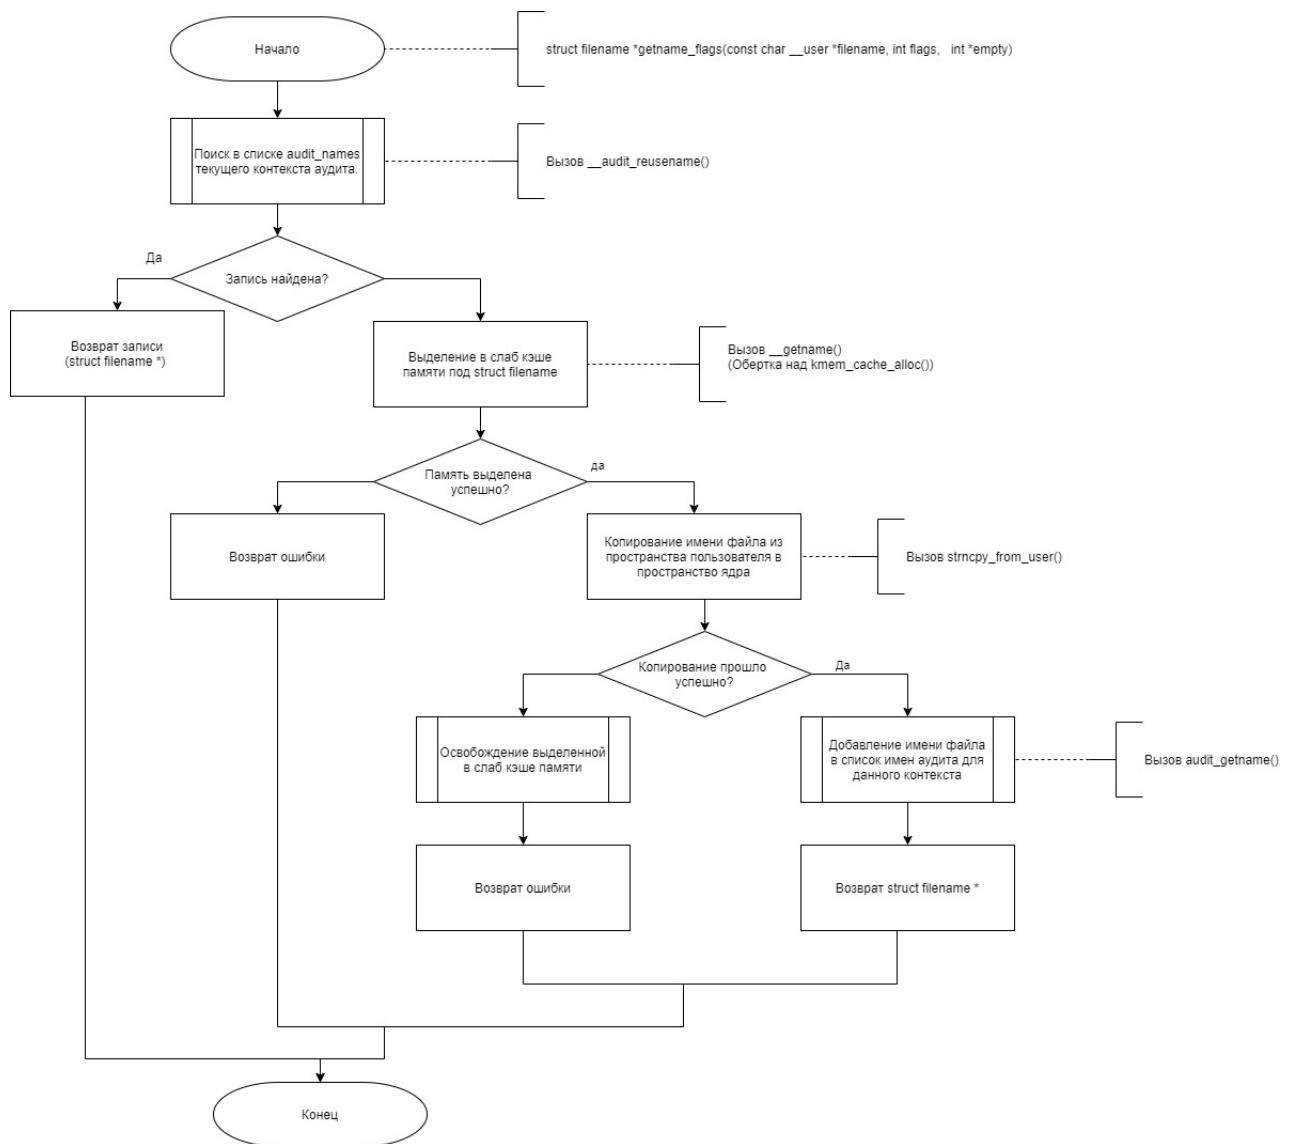 Начало
struct filename *getname_flags(const char __user *filename, int flags,   int *empty)
Поиск в списке audit_names
текущего контекста аудита.
Вызов __audit_reusename()
Да
Запись найдена?
Возврат записи
(struct filename *)
Выделение в слаб кэше
памяти под struct filename
Вызов __getname()
(Обертка над kmem_cache_alloc())
Память выделена
успешно?
да
Возврат ошибки
Копирование имени файла из
пространства пользователя в
пространство ядра
Вызов strncpy_from_user()
Копирование прошло
успешно?
Да
Освобождение выделенной
в слаб кэше памяти
Добавление имени файла
в список имен аудита для
данного контекста
Вызов audit_getname()
Возврат ошибки
Возврат struct filename *
Конец